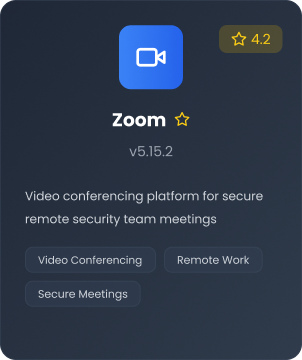 4.2
Zoom
v5.15.2
Video conferencing platform for secure
remote security team meetings
Video Conferencing
Remote Work
Secure Meetings